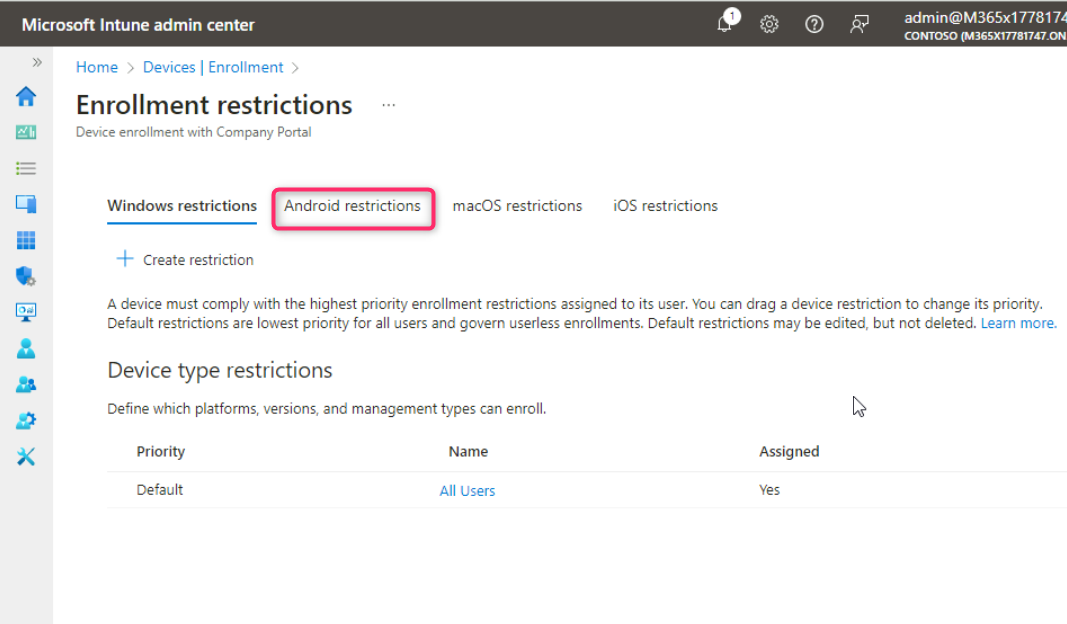 Microsoft Intune admin center
1
admin@M365x1778174
CONTOSO (M365X17781747.ON
Home > Devices | Enrollment >
Enrollment restrictions ...
Device enrollment with Company Portal
Windows restrictions Android restrictions macOS restrictions iOS restrictions
+ Create restriction
A device must comply with the highest priority enrollment restrictions assigned to its user. You can drag a device restriction to change its priority.
Default restrictions are lowest priority for all users and govern userless enrollments. Default restrictions may be edited, but not deleted. Learn more.
Device type restrictions
Define which platforms, versions, and management types can enroll.
Priority Name Assigned
Default All Users Yes